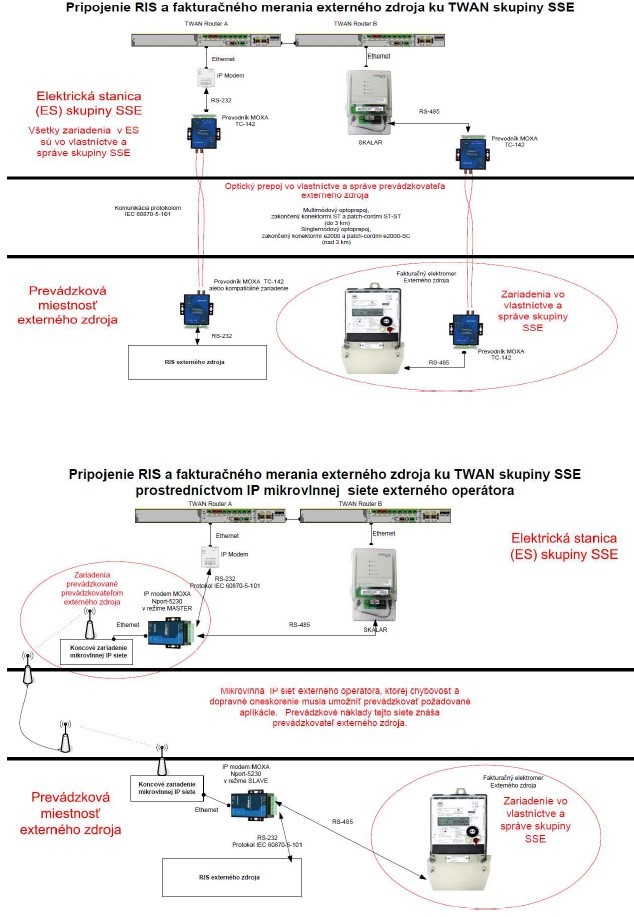 Pripojenie RIS a fakturačného merania externého zdroja ku TWAN skupiny SSE
TWAN Router A
TWAN Router B
Ethernet
Ethernet
IP Modem
RS-232
Elektrická stanica
(ES) skupiny SSE
Všetky zariadenia v ES
sú vo vlastníctve a
správe skupiny SSE
Prevodník MOXA
TC-142
RS-485
SKALAR
Prevodník MOXA
TC-142
Optický prepoj vo vlastníctve a správe prevádzkovateľa
externého zdroja
Komunikácia protokolom
IEC 60870-5-101
Multimódový optoprepoj,
zakončený konektormi ST a patch-cordmi ST-ST
(do 3 km)
Singlemódový optoprepoj,
zakončený konektormi e2000 a patch-cordmi e2000-SC
(nad 3 km)
Prevádzková
miestnosť
externého zdroja
Prevodník MOXA TC-142
alebo kompatibilné zariadenie
RS-232
RIS externého zdroja
Fakturačný elektromer
Externého zdroja
Zariadenia vo
vlastníctve a
správe skupiny
SSE
Prevodník MOXA
TC-142
RS-485
Pripojenie RIS a fakturačného merania externého zdroja ku TWAN skupiny SSE
prostredníctvom IP mikrovlnnej siete externého operátora
TWAN Router A
TWAN Router B
Ethernet
Ethernet
IP Modem
Elektrická stanica
(ES) skupiny SSE
Zariadenia
prevádzkované
prevádzkovateľom
externého zdroja
RS-232
Protokol IEC 60870-5-101
IP modem MOXA
Nport-5230
v režime MASTER
Ethernet
RS-485
SKALAR
Koncové zariadenie
mikrovlnnej IP siete
Mikrovlnná IP sieť externého operátora, ktorej chybovosť a
dopravné oneskorenie musia umožniť prevádzkovať požadované
aplikácie. Prevádzkové náklady tejto siete znáša
prevádzkovateľ externého zdroja.
Prevádzková
miestnosť
externého zdroja
Koncové zariadenie
mikrovlnnej IP siete
Ethernet
IP modem MOXA
Nport-5230
v režime SLAVE
RS-485
RS-232
Protokol IEC 60870-5-101
RIS externého zdroja
Fakturačný elektromer
Externého zdroja
Zariadenie vo
vlastníctve a
správe skupiny
SSE